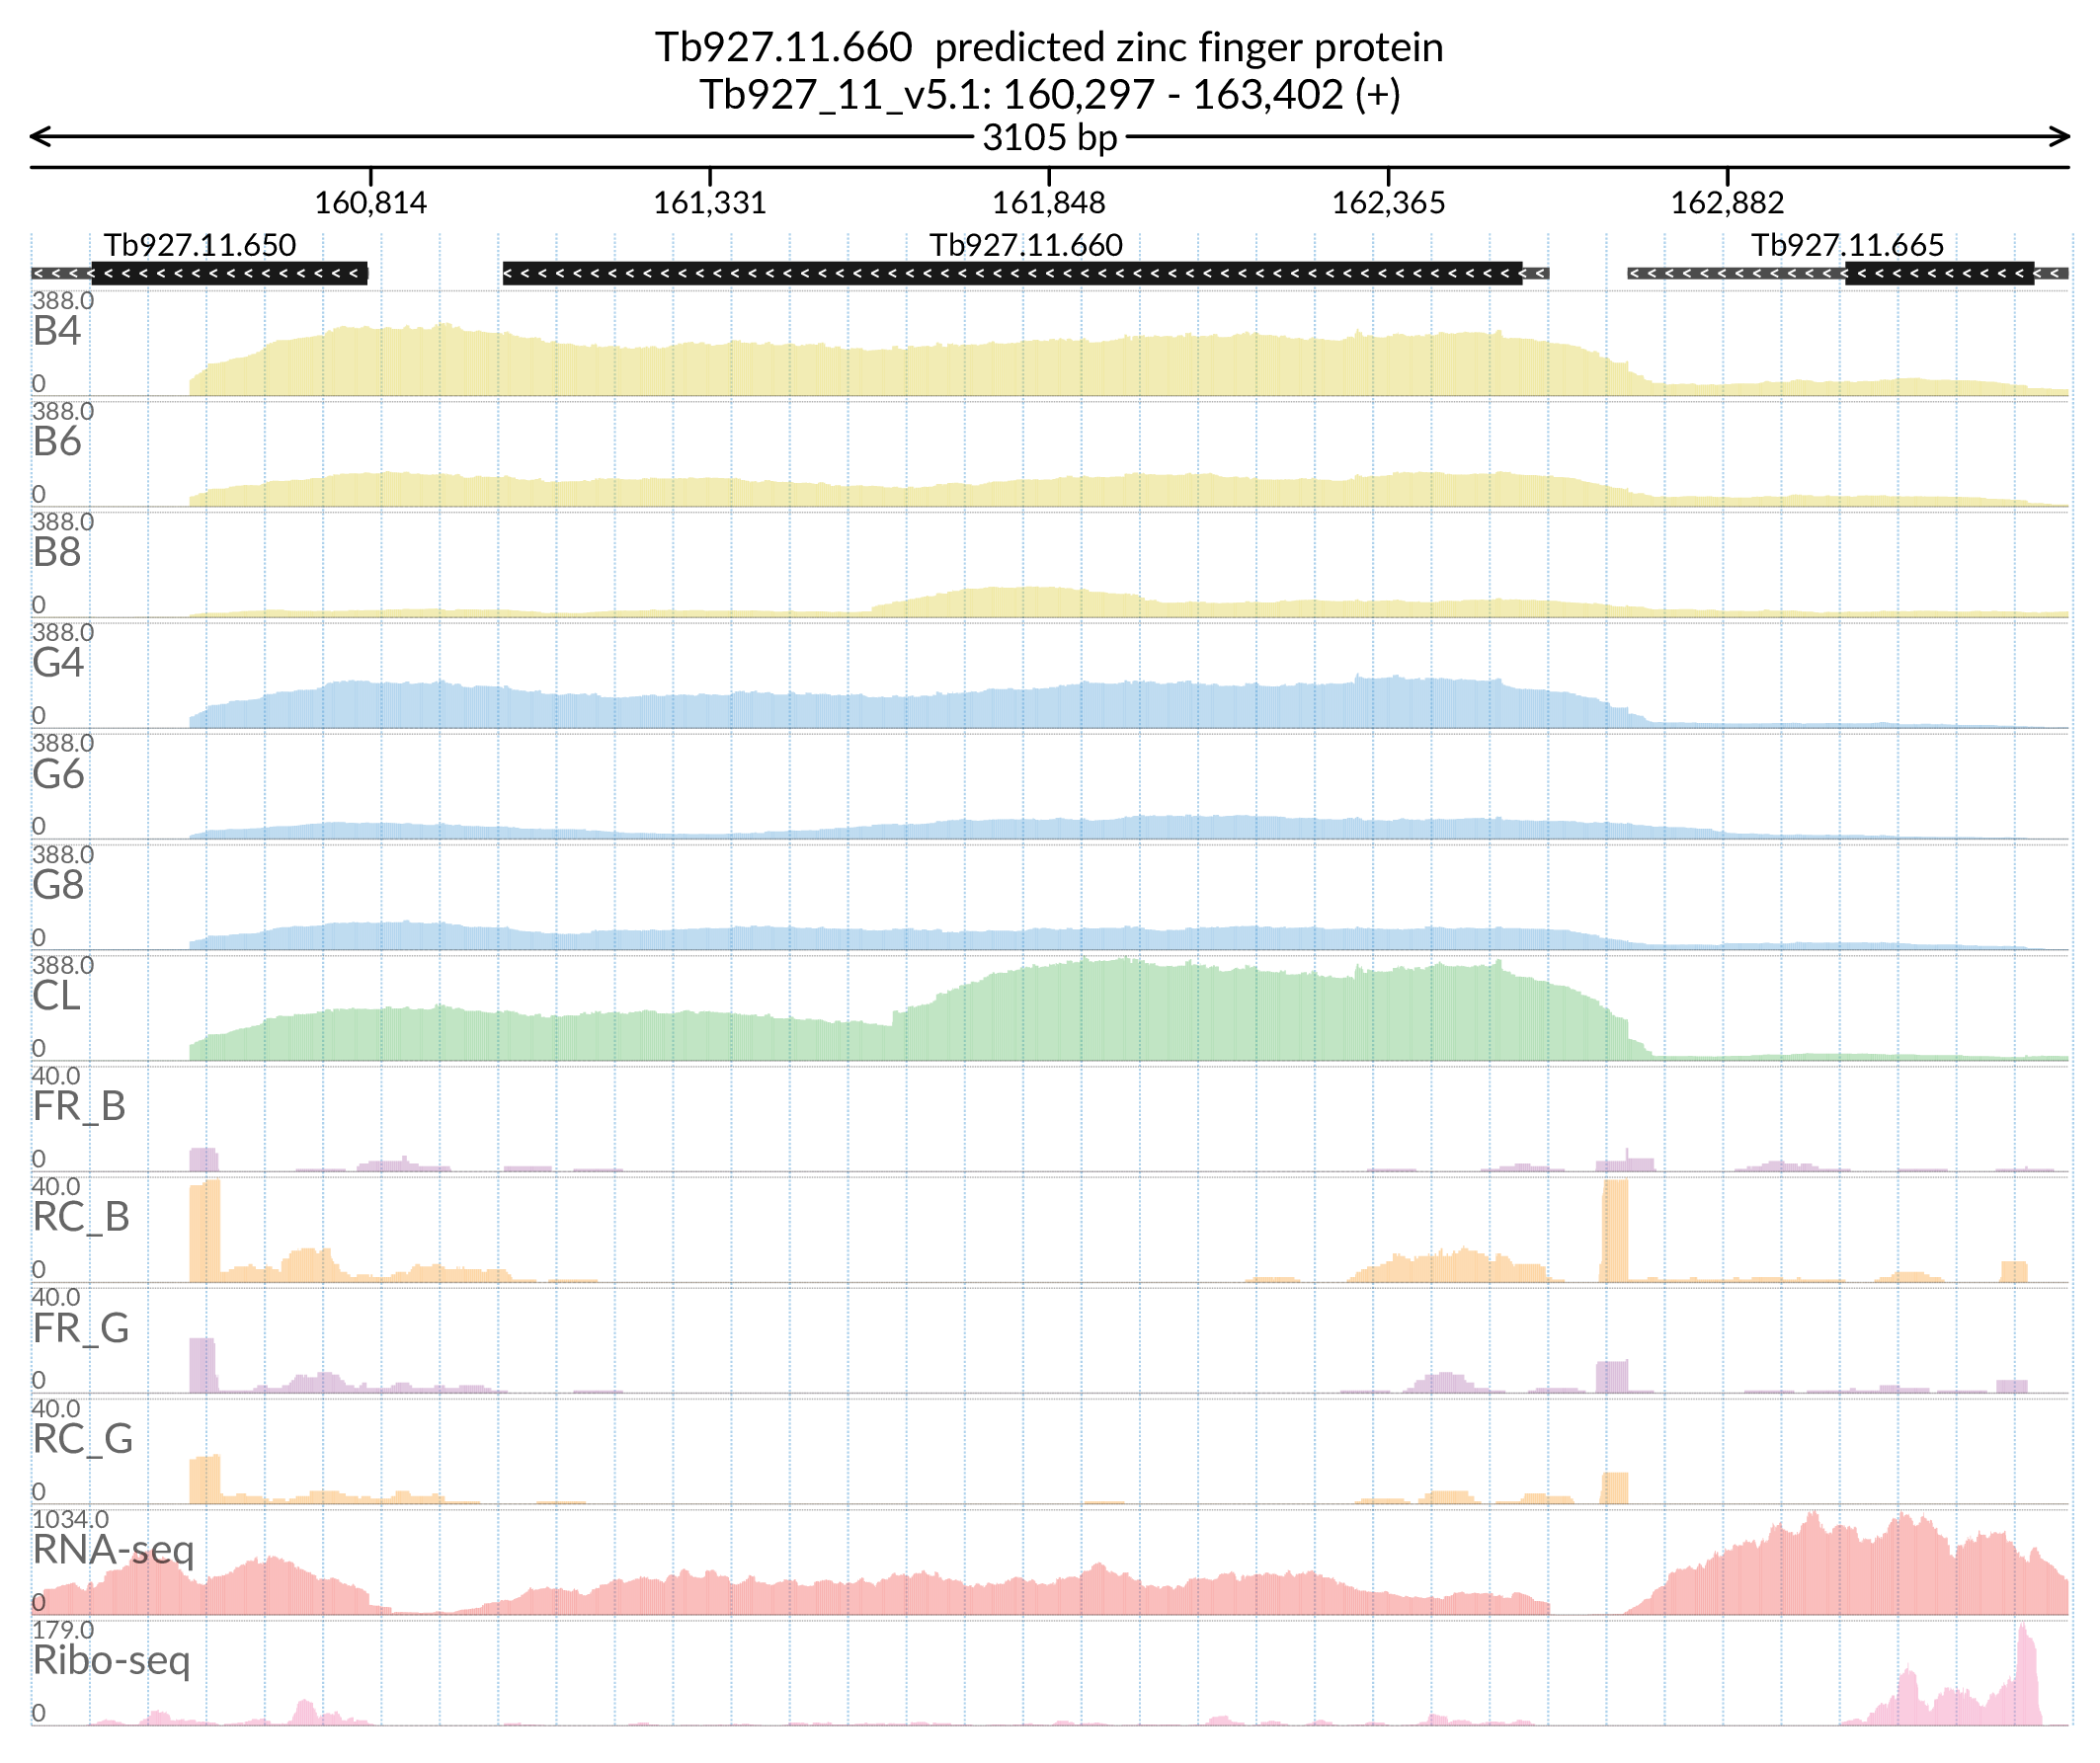 Tb927.11.660 predicted zinc finger protein
Tb927_11_v5.1: 160,297 - 163,402 (+)
3105 bp
160,814 161,331 161,848 162,365 162,882
Tb927.11.650 Tb927.11.660 Tb927.11.665
388.0
B4
0
388.0
B6
0
388.0
B8
0
388.0
G4
0
388.0
G6
0
388.0
G8
0
388.0
CL
0
40.0
FR_B
0
40.0
RC_B
0
40.0
FR_G
0
40.0
RC_G
0
1034.0
RNA-seq
0
179.0
Ribo-seq
0